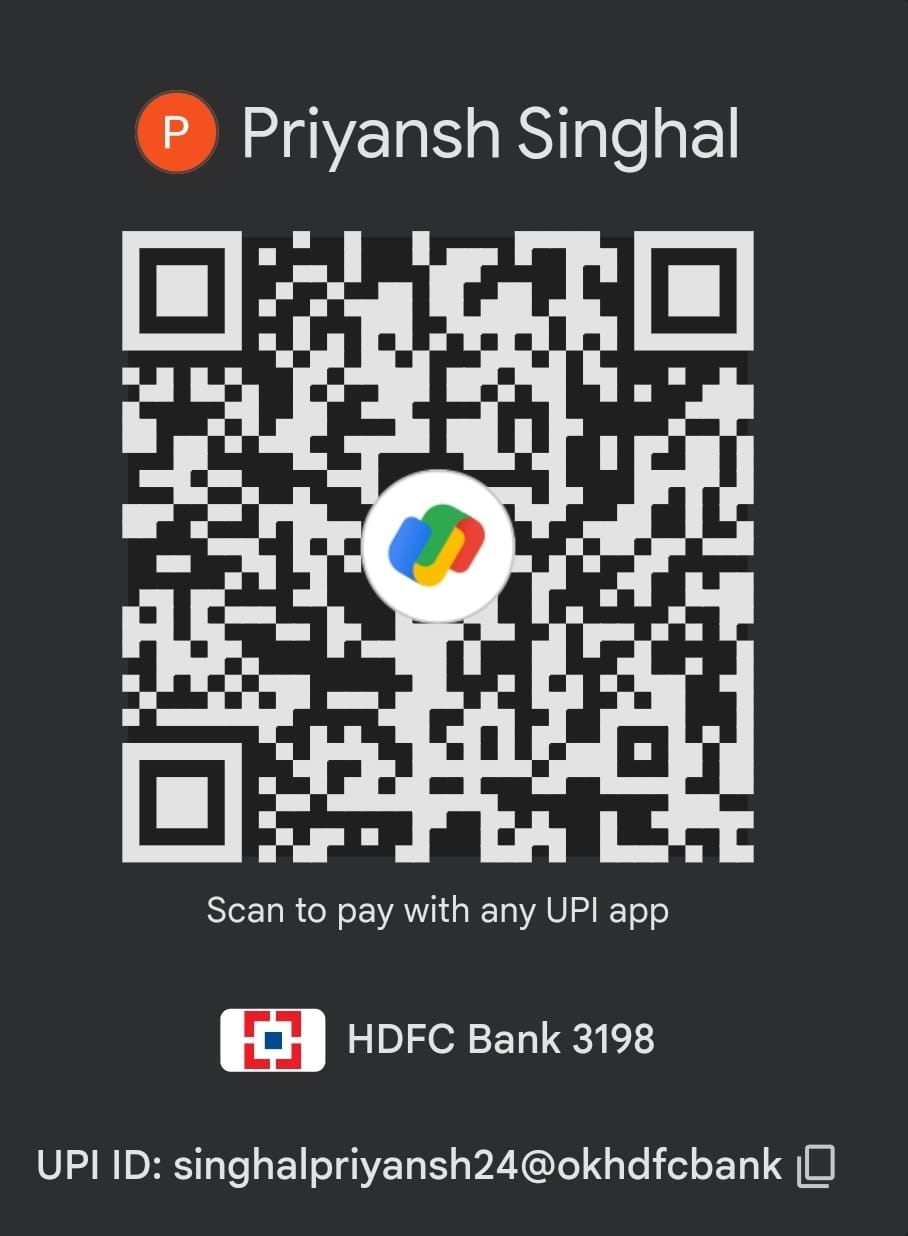 P Priyansh Singhal
Scan to pay with any UPI app
HDFC Bank 3198
UPI ID: singhalpriyansh24@okhdfcbank